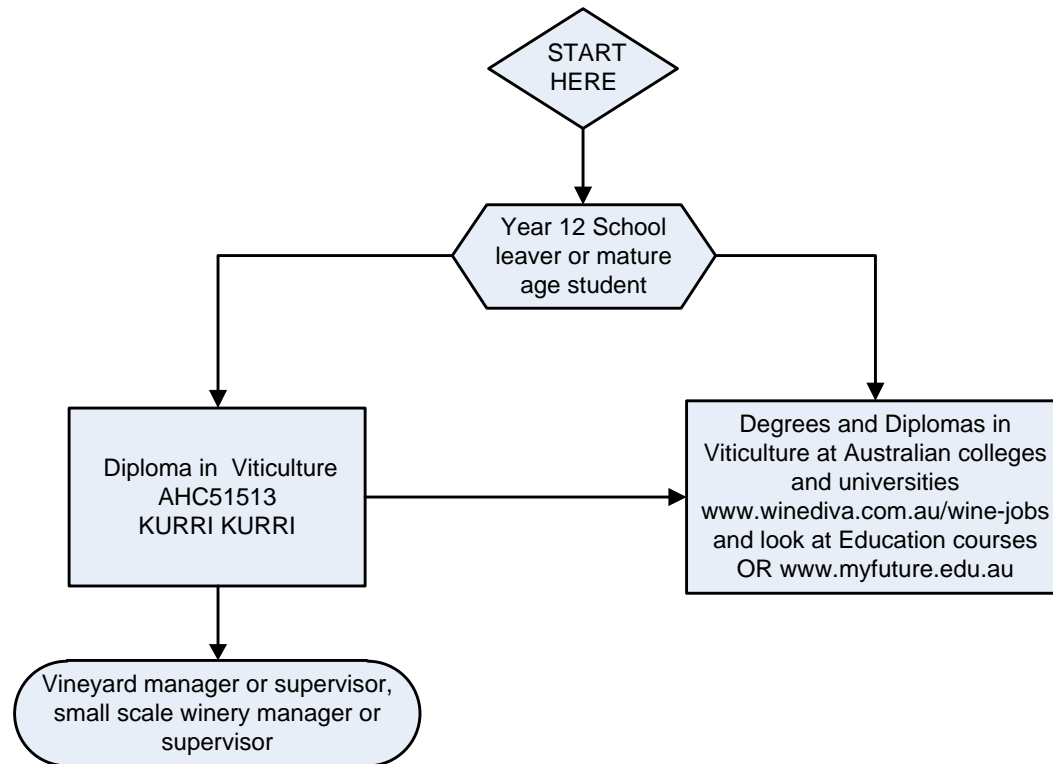 START
HERE
Year 12 School
leaver or mature
age student
Diploma in Viticulture
AHC51513
KURRI KURRI
Degrees and Diplomas in
Viticulture at Australian colleges
and universities
www.winediva.com.au/wine-jobs
and look at Education courses
OR www.myfuture.edu.au
Vineyard manager or supervisor,
small scale winery manager or
supervisor